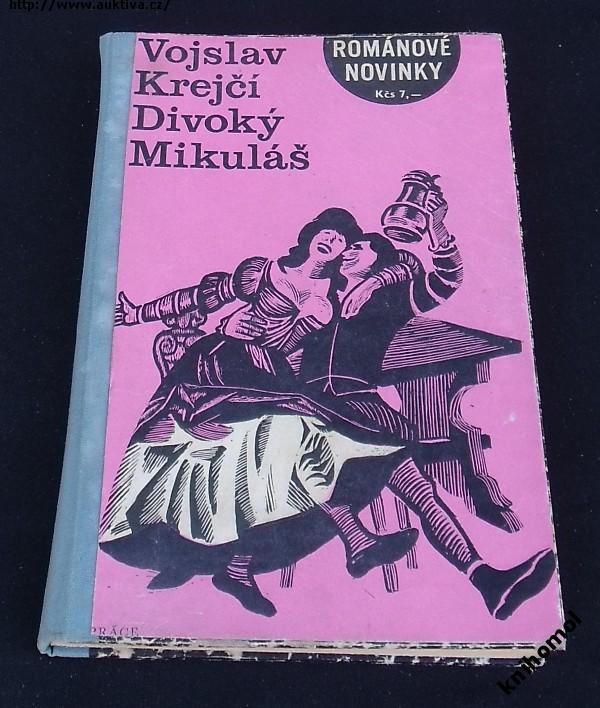 http://www.auktiva.cz/
Vojslav
Krejčí
Divoký
Mikuláš
ROMÁNOVÉ
NOVINKY
Kčs 7,—
PRÁCE
knihomol